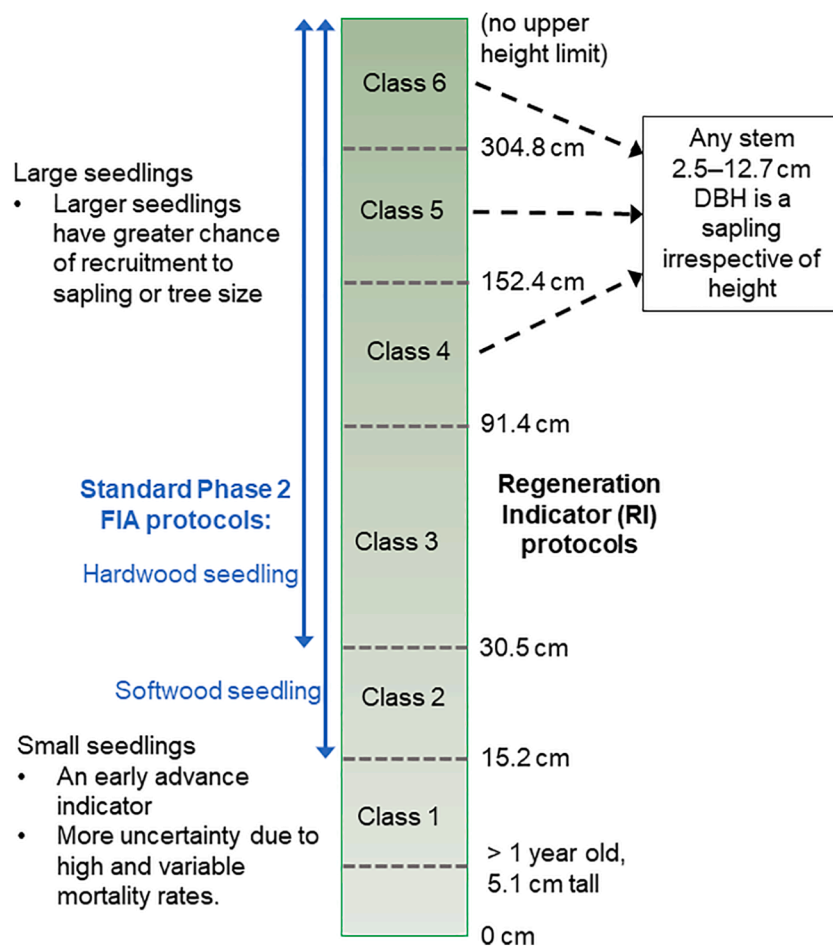 (no upper
height limit)
Class 6
304.8 cm
Any stem
2.5–12.7 cm
DBH is a
sapling
irrespective of
height
Large seedlings
• Larger seedlings
have greater chance
of recruitment to
sapling or tree size
Class 5
152.4 cm
Class 4
91.4 cm
Standard Phase 2
FIA protocols:
Regeneration
Indicator (RI)
protocols
Class 3
Hardwood seedling
30.5 cm
Softwood seedling
Class 2
15.2 cm
Small seedlings
• An early advance
indicator
• More uncertainty due to
high and variable
mortality rates.
Class 1
> 1 year old,
5.1 cm tall
0 cm